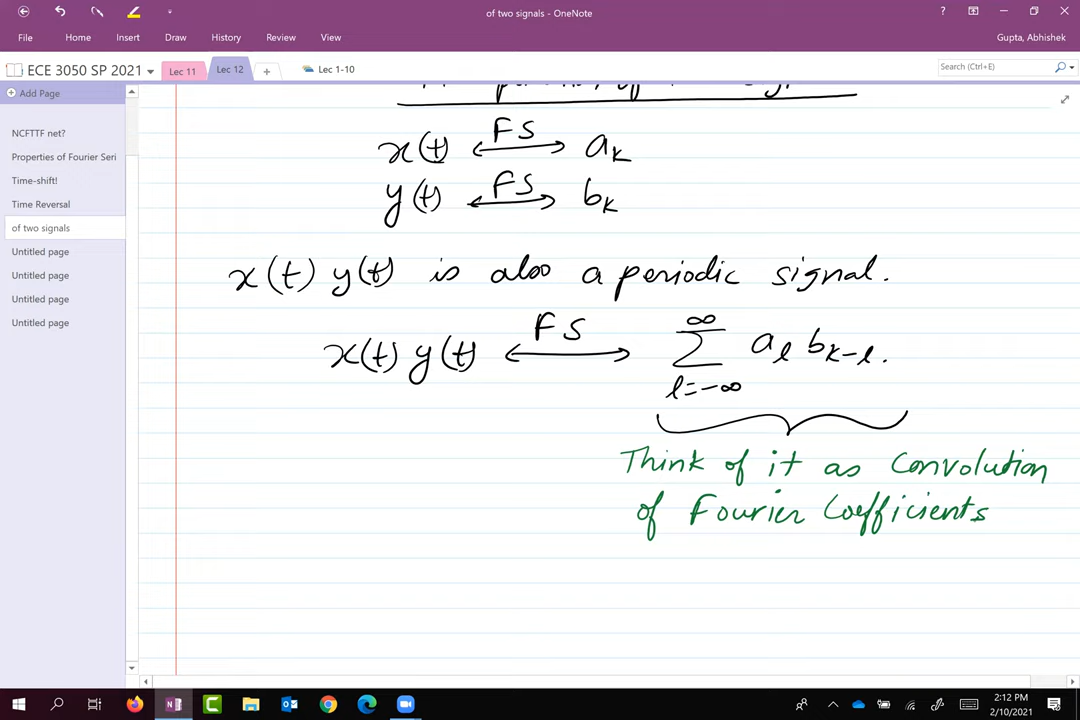 of two signals - OneNote
?
File Home Insert Draw History Review View
Gupta, Abhishek
ECE 3050 SP 2021
Lec 11
Lec 12
Lec 1-10
Search (Ctrl+E)
Add Page
NCFTTF net?
Properties of Fourier Seri
Time-shift!
Time Reversal
of two signals
Untitled page
Untitled page
Untitled page
Untitled page
x(t) ⟷ FS aₖ
y(t) ⟷ FS bₖ
x(t) y(t) is also a periodic signal.
x(t) y(t) ⟷ FS ∑_{l=-∞}^{∞} a_l b_{k-l}.
Think of it as Convolution
of Fourier Coefficients
2:12 PM
2/10/2021